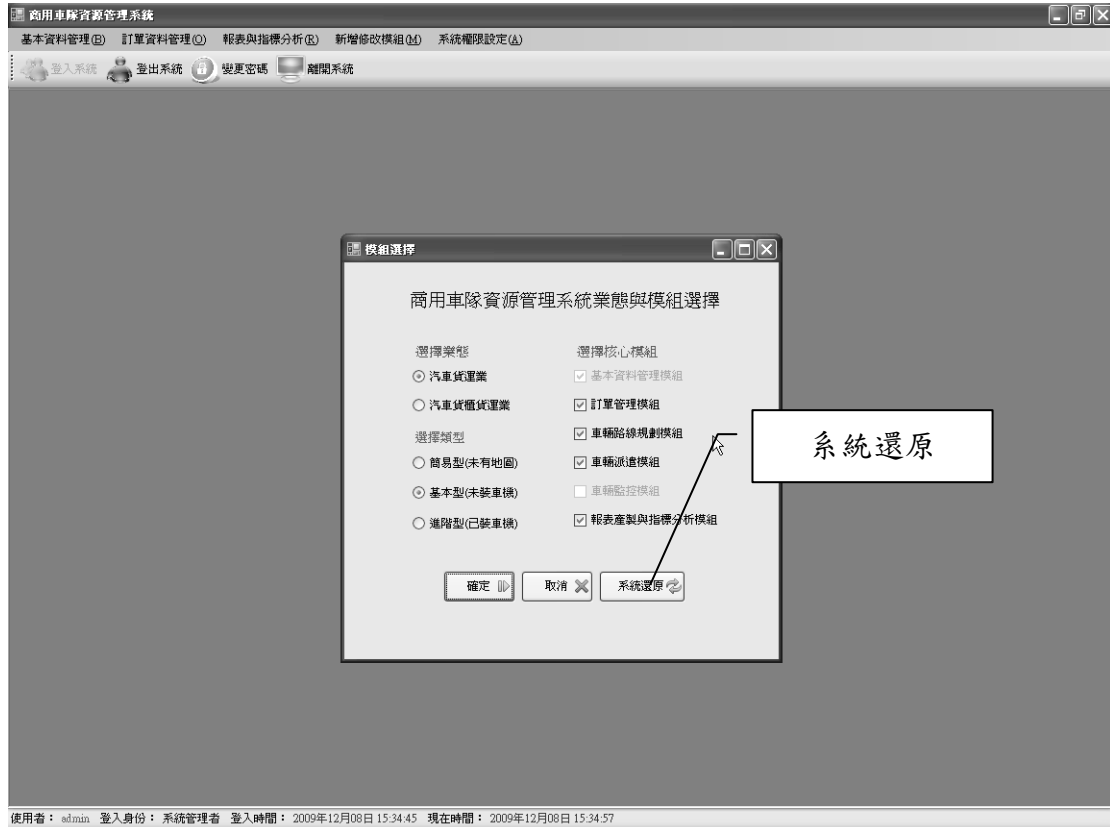 商用車隊資源管理系統
基本資料管理(B) 訂單資料管理(O) 報表與指標分析(R) 新增修改模組(M) 系統權限設定(A)
登入系統 登出系統 變更密碼 離開系統
模組選擇
商用車隊資源管理系統業態與模組選擇
選擇業態
汽車貨運業
汽車貨櫃貨運業
選擇類型
簡易型(未有地圖)
基本型(未裝車機)
進階型(已裝車機)
選擇核心模組
基本資料管理模組
訂單管理模組
車輛路線規劃模組
車輛派遣模組
車輛監控模組
報表產製與指標分析模組
系統還原
確定 取消 系統還原
使用者: admin 登入身份: 系統管理者 登入時間: 2009年12月08日 15:34:45 現在時間: 2009年12月08日 15:34:57